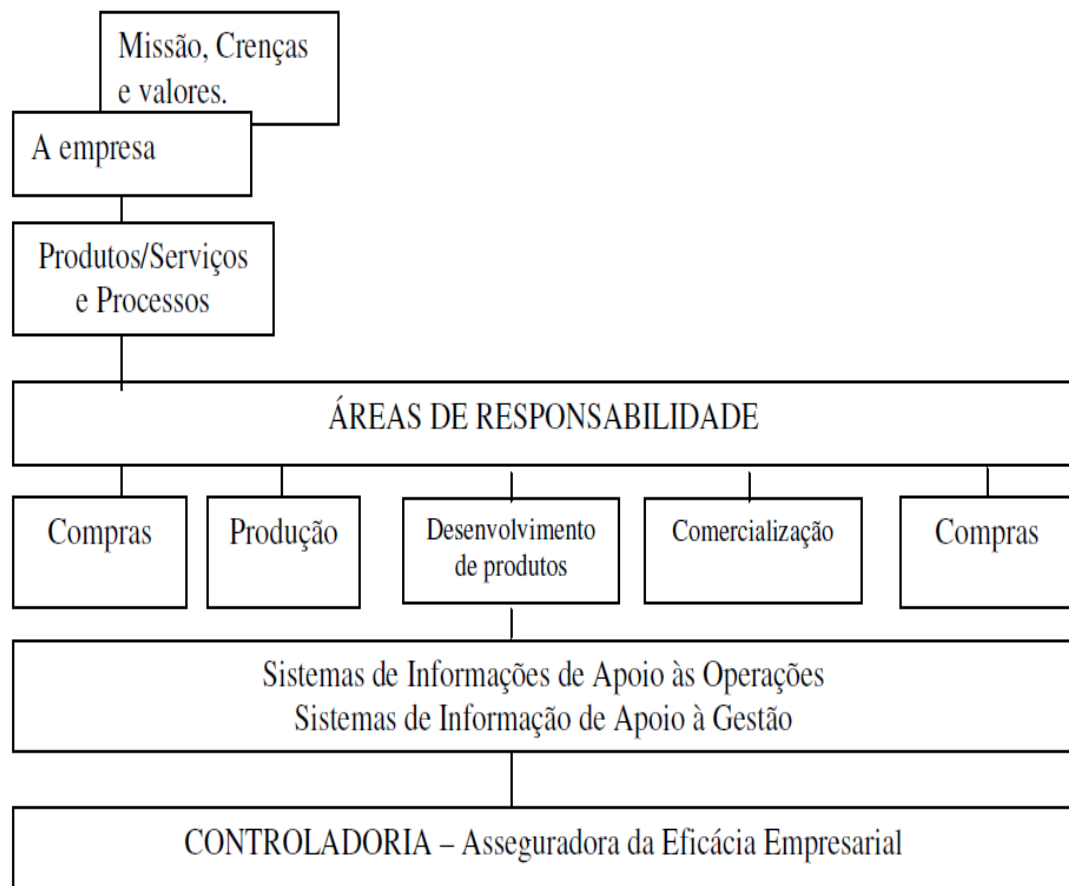 Missão, Crenças
e valores.
A empresa
Produtos/Serviços
e Processos
ÁREAS DE RESPONSABILIDADE
Compras
Produção
Desenvolvimento
de produtos
Comercialização
Compras
Sistemas de Informações de Apoio às Operações
Sistemas de Informação de Apoio à Gestão
CONTROLADORIA – Asseguradora da Eficácia Empresarial